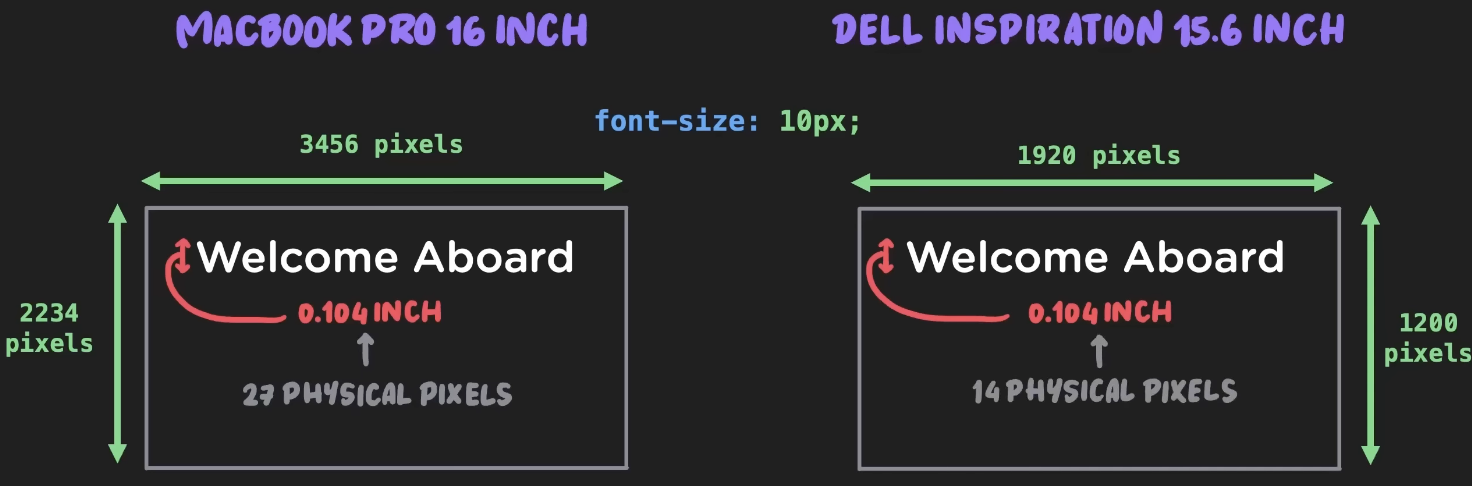 MACBOOK PRO 16 INCH
DELL INSPIRATION 15.6 INCH
font-size: 10px;
3456 pixels
1920 pixels
Welcome Aboard
0.104 INCH
27 PHYSICAL PIXELS
2234
pixels
Welcome Aboard
0.104 INCH
14 PHYSICAL PIXELS
1200
pixels